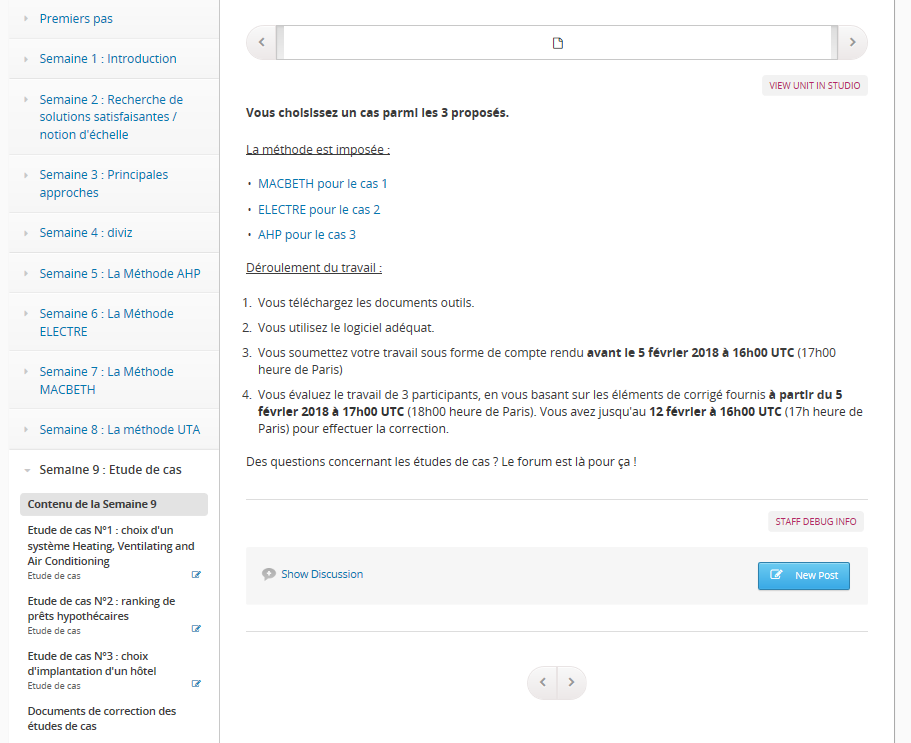 Premiers pas
Semaine 1 : Introduction
Semaine 2 : Recherche de
solutions satisfaisantes /
notion d'échelle
Semaine 3 : Principales
approches
Semaine 4 : diviz
Semaine 5 : La Méthode AHP
Semaine 6 : La Méthode
ELECTRE
Semaine 7 : La Méthode
MACBETH
Semaine 8 : La méthode UTA
Semaine 9 : Etude de cas
Contenu de la Semaine 9
Etude de cas N°1 : choix d'un
système Heating, Ventilating and
Air Conditioning
Etude de cas
Etude de cas N°2 : ranking de
prêts hypothécaires
Etude de cas
Etude de cas N°3 : choix
d'implantation d'un hôtel
Etude de cas
Documents de correction des
études de cas
VIEW UNIT IN STUDIO
Vous choisissez un cas parmi les 3 proposés.
La méthode est imposée :
• MACBETH pour le cas 1
• ELECTRE pour le cas 2
• AHP pour le cas 3
Déroulement du travail :
1. Vous téléchargez les documents outils.
2. Vous utilisez le logiciel adéquat.
3. Vous soumettez votre travail sous forme de compte rendu avant le 5 février 2018 à 16h00 UTC (17h00
heure de Paris)
4. Vous évaluez le travail de 3 participants, en vous basant sur les éléments de corrigé fournis à partir du 5
février 2018 à 17h00 UTC (18h00 heure de Paris). Vous avez jusqu'au 12 février à 16h00 UTC (17h heure de
Paris) pour effectuer la correction.
Des questions concernant les études de cas ? Le forum est là pour ça !
STAFF DEBUG INFO
Show Discussion
New Post